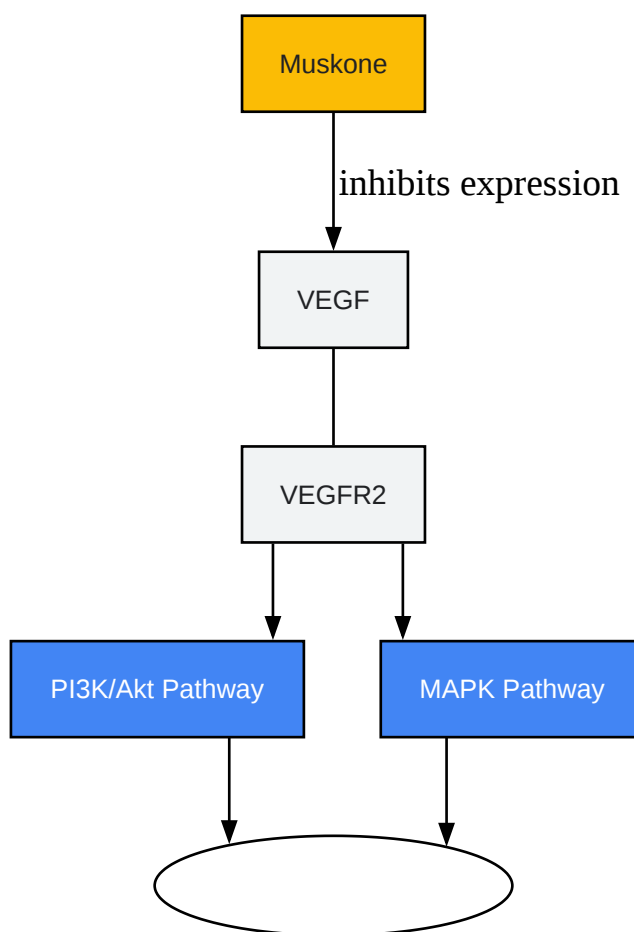 Muskone
inhibits expression
VEGF
VEGFR2
PI3K/Akt Pathway
MAPK Pathway